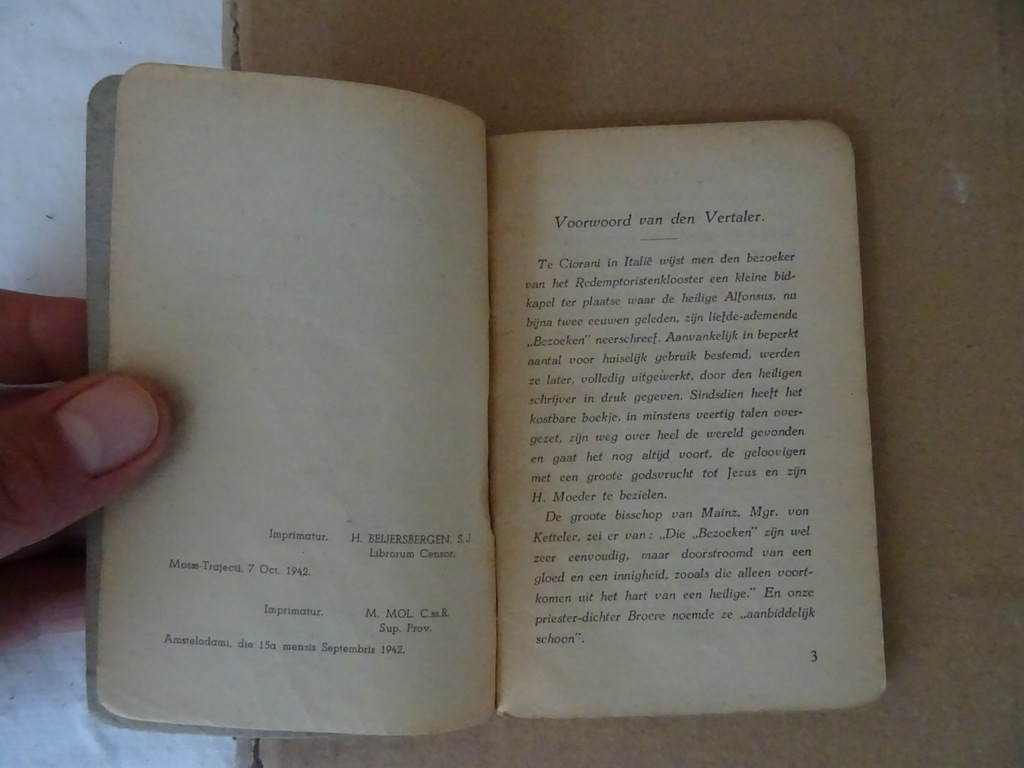 Imprimatur. H. BEIJERSBERGEN. S.J.
Librorum Censor.
Mosæ-Trajecti, 7 Oct. 1942.
Imprimatur. M. MOL. C.ss.R.
Sup. Prov.
Amstelodami, die 15a mensis Septembris 1942.
Voorwoord van den Vertaler.
Te Ciorani in Italië wijst men den bezoeker
van het Redemptoristenklooster een kleine bid-
kapel ter plaatse waar de heilige Alfonsus, nu
bijna twee eeuwen geleden, zijn liefde-ademende
„Bezoeken” neerschreef. Aanvankelijk in beperkt
aantal voor huiselijk gebruik bestemd, werden
ze later, volledig uitgewerkt, door den heiligen
schrijver in druk gegeven. Sindsdien heeft het
kostbare boekje, in minstens veertig talen over-
gezet, zijn weg over heel de wereld gevonden
en gaat het nog altijd voort, de geloovigen
met een groote godsvrucht tot Jezus en zijn
H. Moeder te bezielen.
De groote bisschop van Mainz, Mgr. von
Ketteler, zei er van: „Die „Bezoeken” zijn wel
zeer eenvoudig, maar doorstroomd van een
gloed en een innigheid, zooals die alleen voort-
komen uit het hart van een heilige.” En onze
priester-dichter Broere noemde ze „aanbiddelijk
schoon”.
3